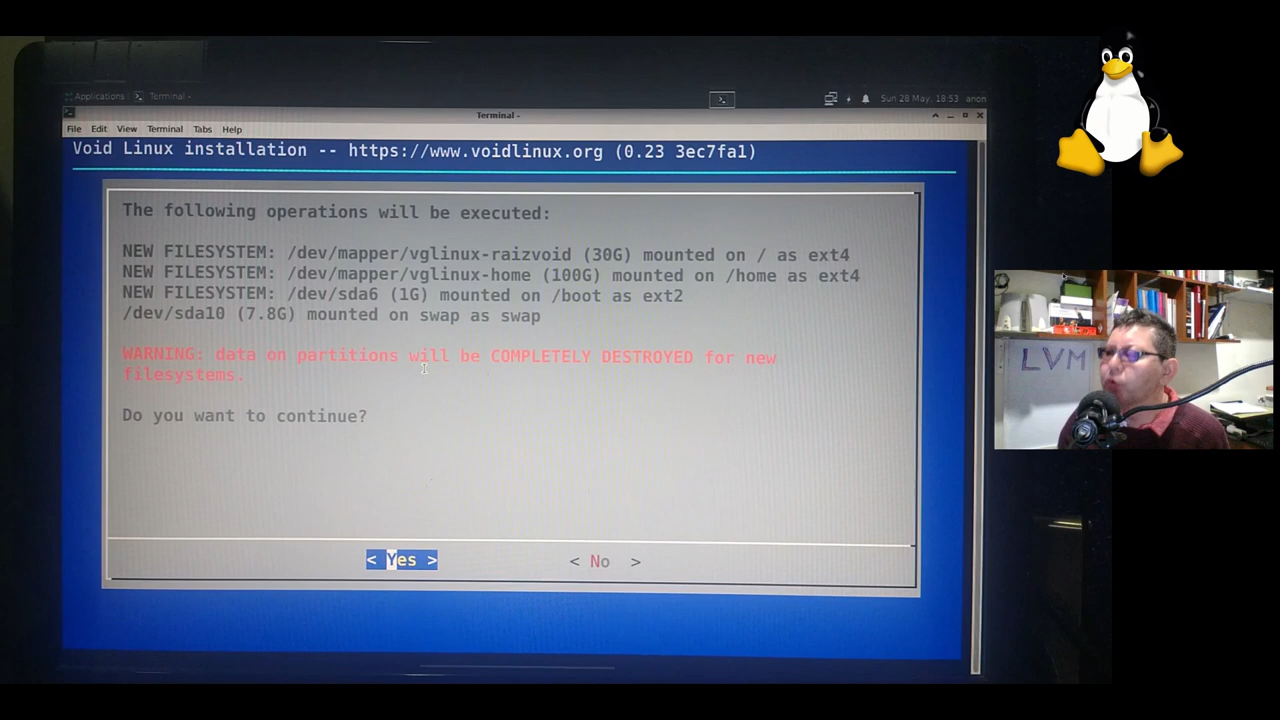 Applications Terminal -
Sun 28 May, 18:53 anon
Terminal -
File Edit View Terminal Tabs Help
Void Linux installation -- https://www.voidlinux.org (0.23 3ec7fa1)
The following operations will be executed:
NEW FILESYSTEM: /dev/mapper/vglinux-raizvoid (30G) mounted on / as ext4
NEW FILESYSTEM: /dev/mapper/vglinux-home (100G) mounted on /home as ext4
NEW FILESYSTEM: /dev/sda6 (1G) mounted on /boot as ext2
/dev/sda10 (7.8G) mounted on swap as swap
WARNING: data on partitions will be COMPLETELY DESTROYED for new
filesystems.
Do you want to continue?
< Yes > < No >
LVM